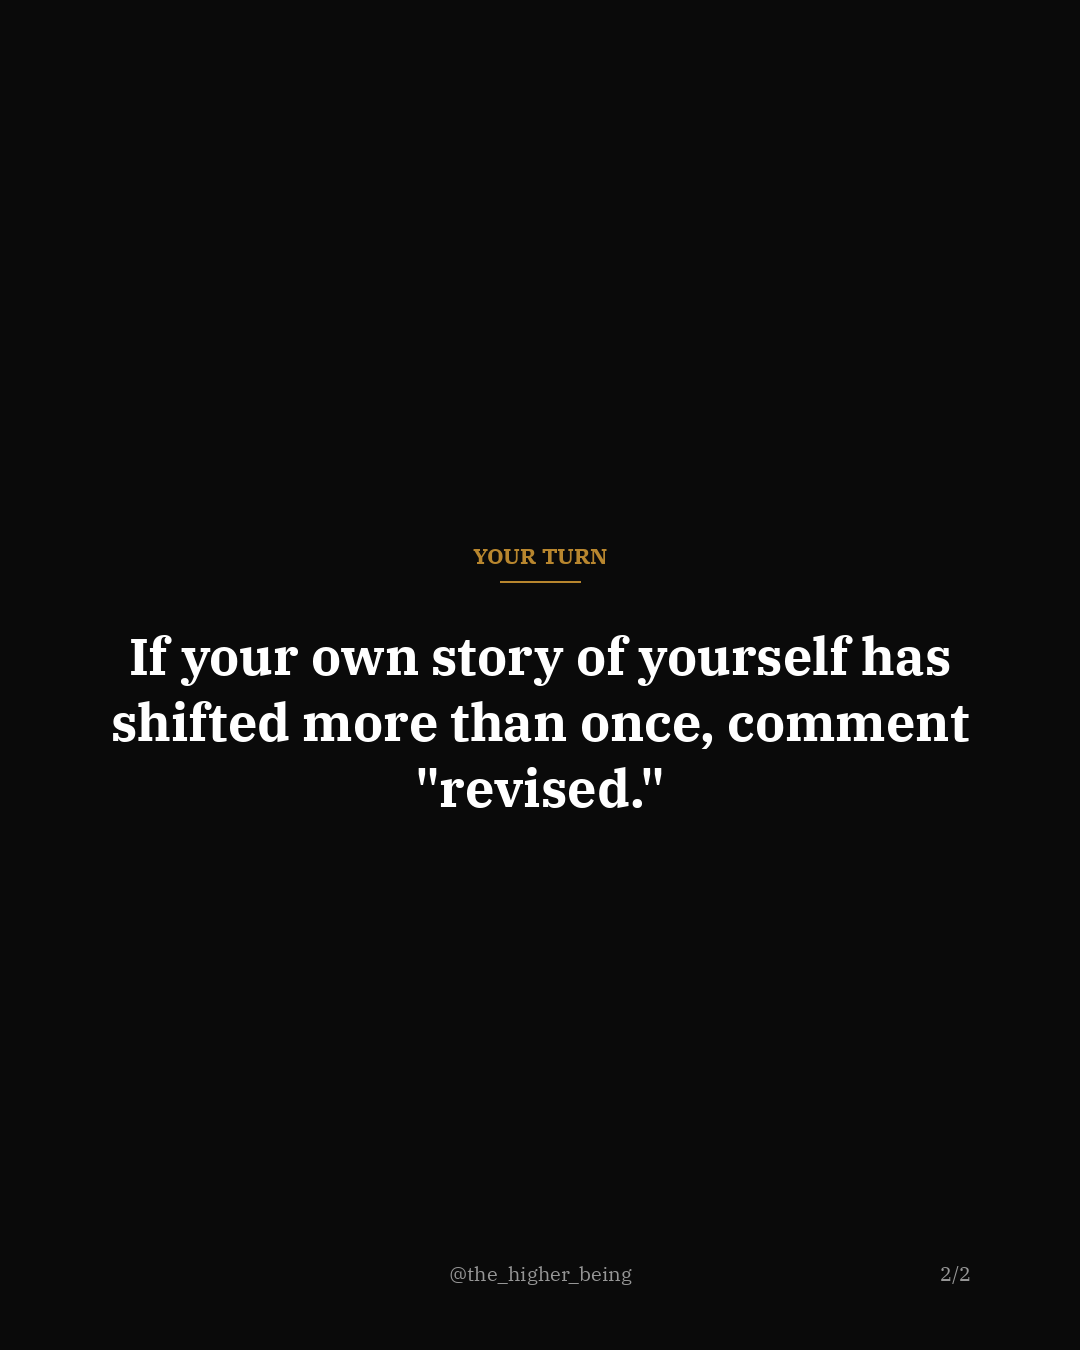 YOUR TURN
If your own story of yourself has
shifted more than once, comment
"revised."
@the_higher_being
2/2